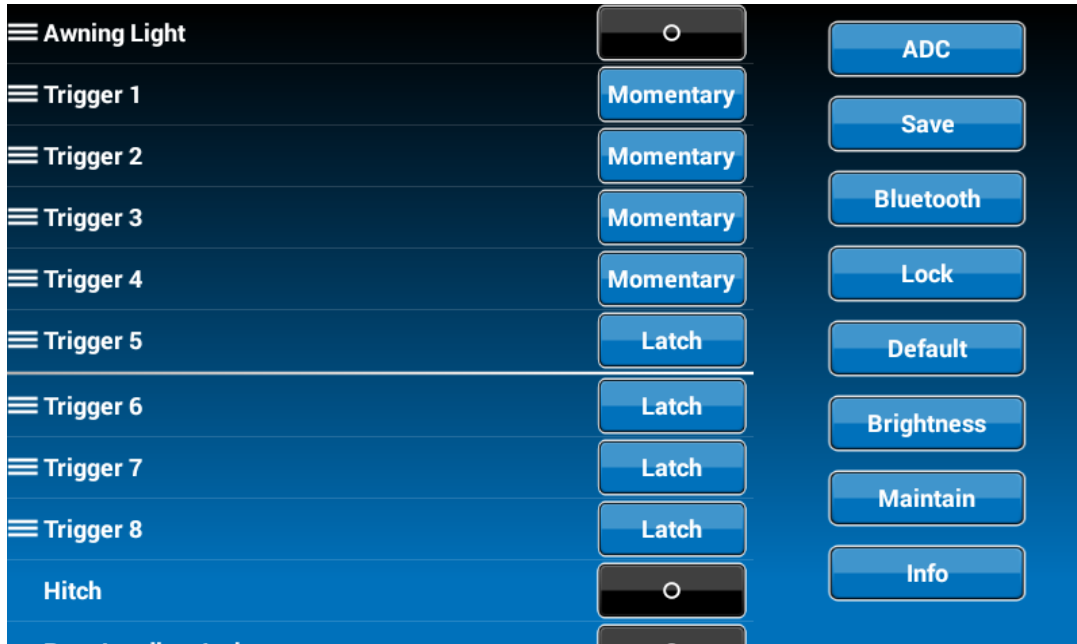 Awning Light
Trigger 1 Momentary
Trigger 2 Momentary
Trigger 3 Momentary
Trigger 4 Momentary
Trigger 5 Latch
Trigger 6 Latch
Trigger 7 Latch
Trigger 8 Latch
Hitch
ADC
Save
Bluetooth
Lock
Default
Brightness
Maintain
Info